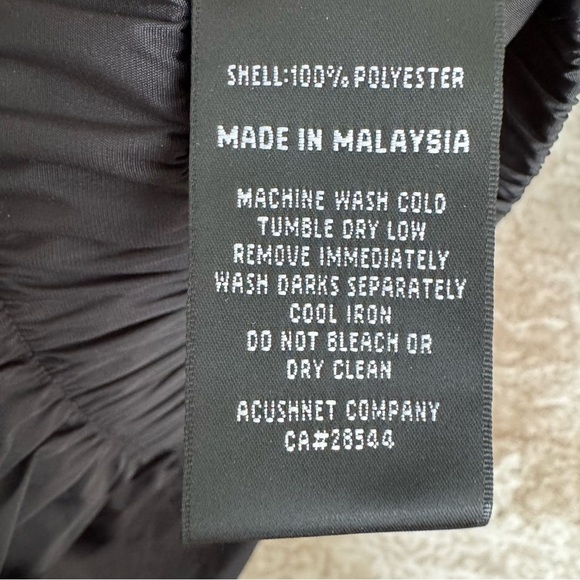 SHELL:100% POLYESTER
MADE IN MALAYSIA
MACHINE WASH COLD
TUMBLE DRY LOW
REMOVE IMMEDIATELY
WASH DARKS SEPARATELY
COOL IRON
DO NOT BLEACH OR
DRY CLEAN
ACUSHNET COMPANY
CA#28544